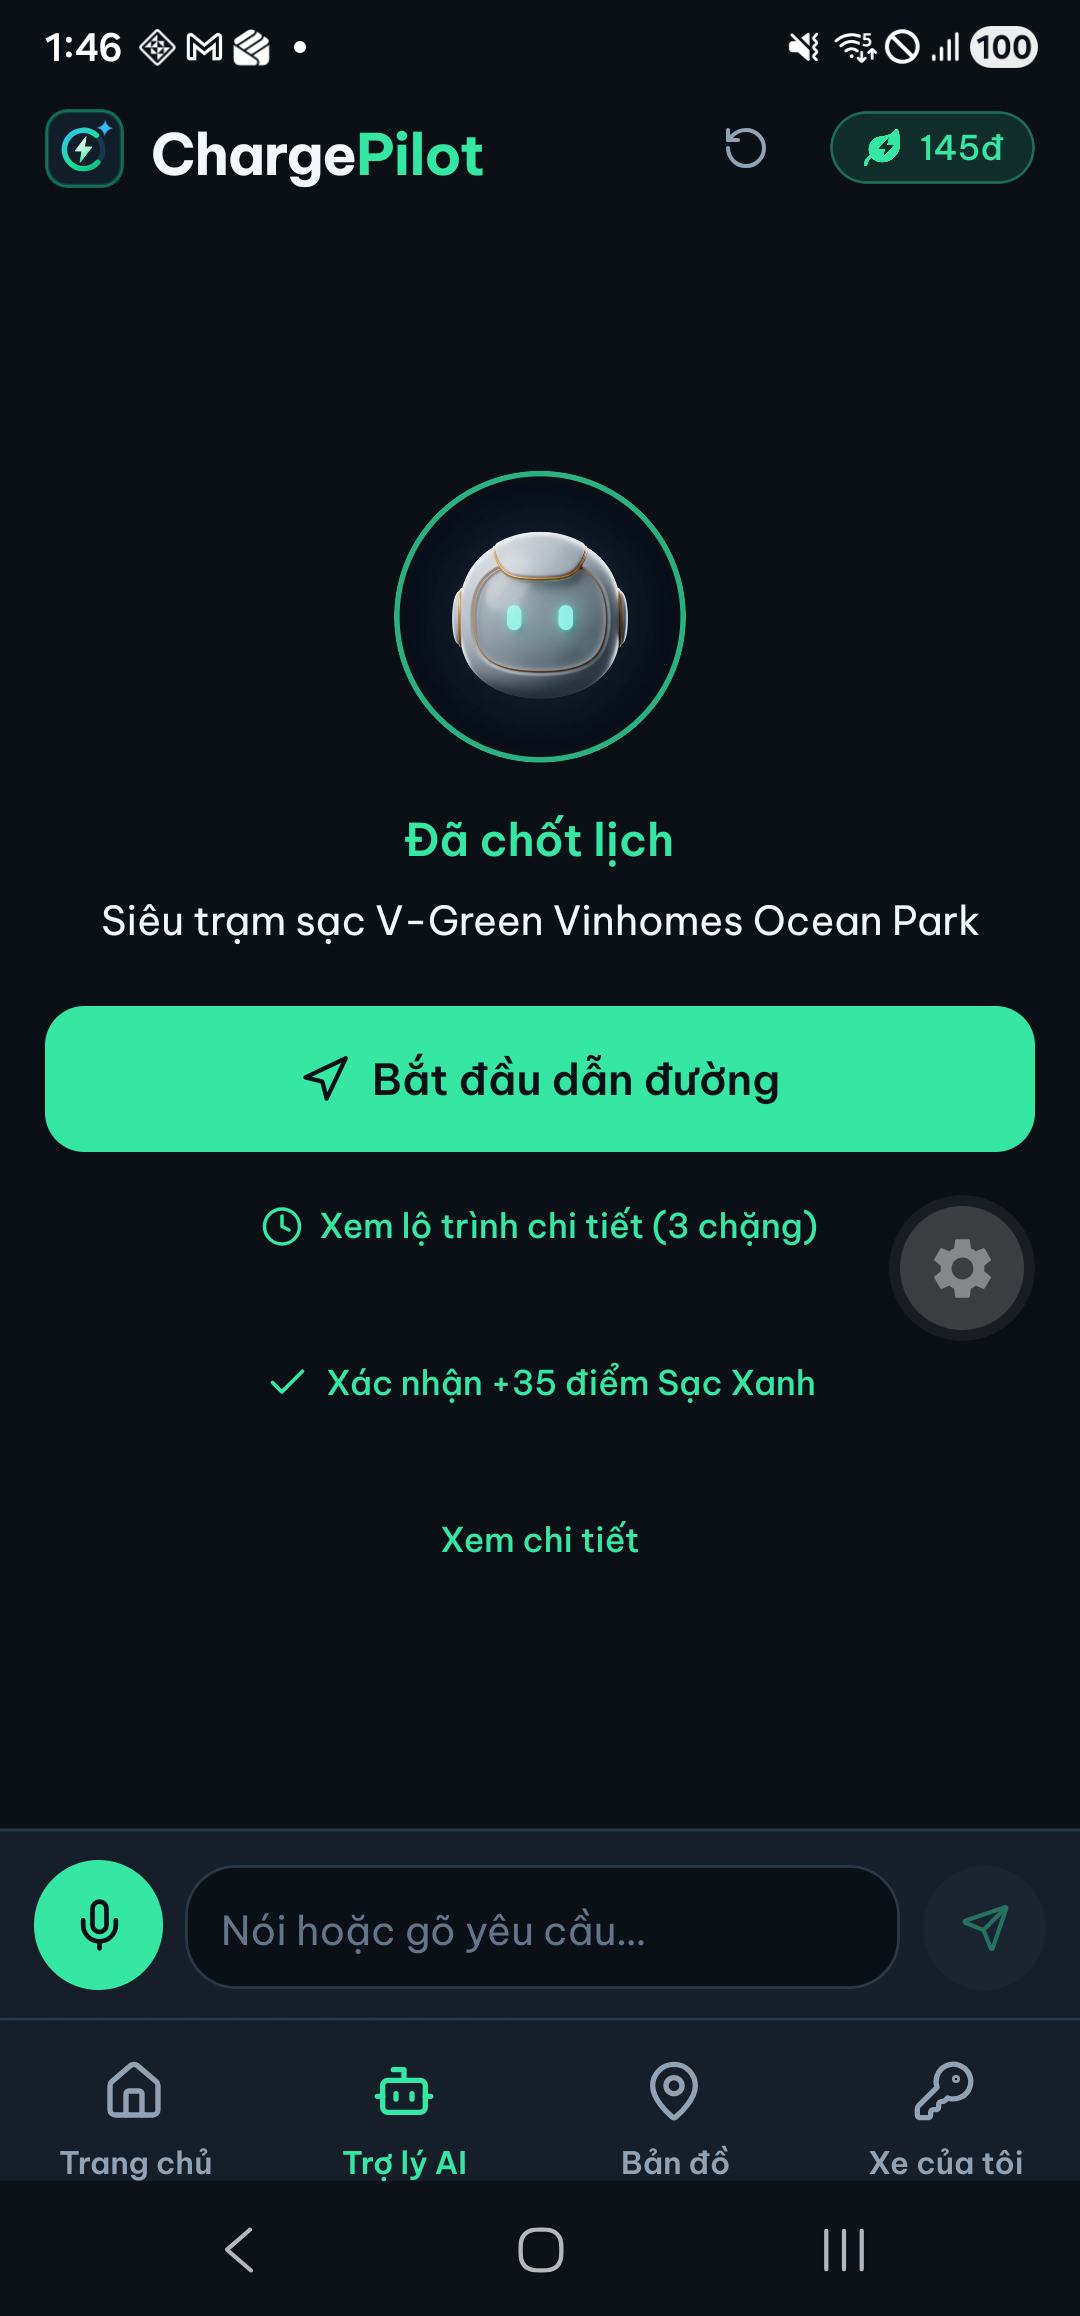 1:46
5
100
ChargePilot
145đ
Đã chốt lịch
Siêu trạm sạc V-Green Vinhomes Ocean Park
Bắt đầu dẫn đường
Xem lộ trình chi tiết (3 chặng)
Xác nhận +35 điểm Sạc Xanh
Xem chi tiết
Nói hoặc gõ yêu cầu...
Trang chủ
Trợ lý AI
Bản đồ
Xe của tôi